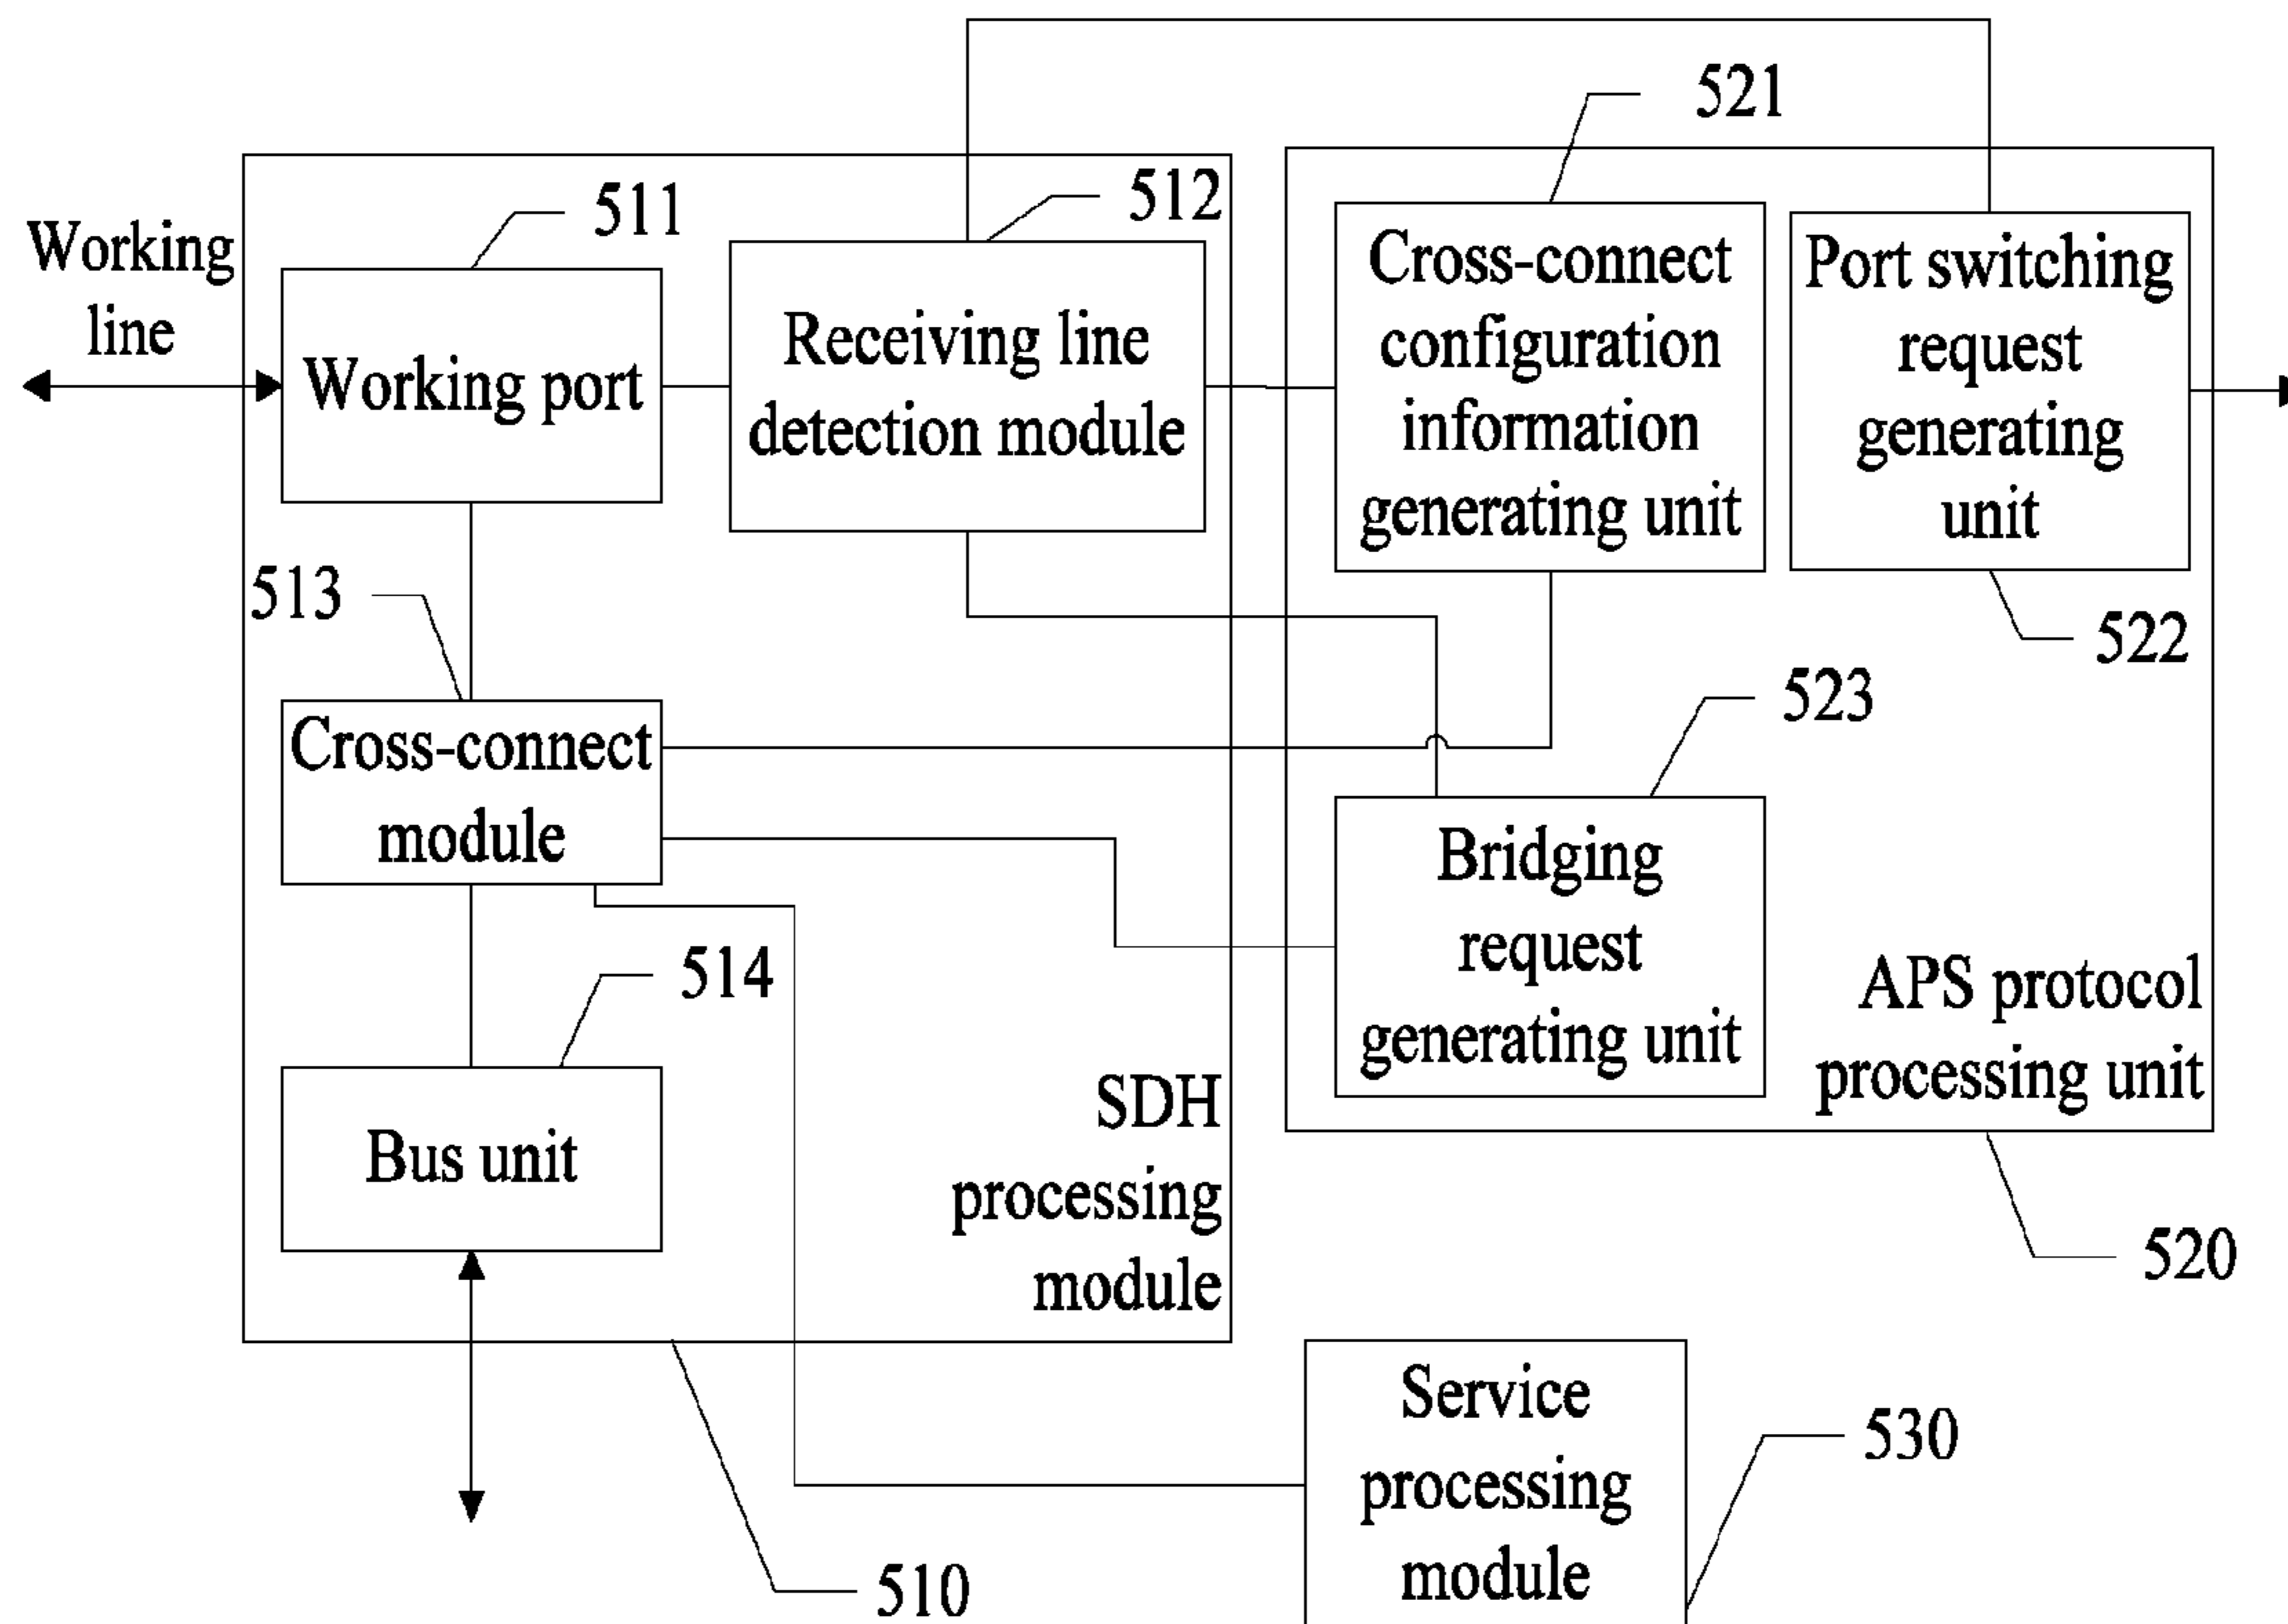 521
512
511
Working
line
Working port
Receiving line
detection module
Cross-connect
configuration
information
generating unit
Port switching
request
generating
unit
513
522
523
Cross-connect
module
Bridging
request
generating unit
514
APS protocol
processing unit
Bus unit
SDH
processing
module
520
Service
processing
module
530
510